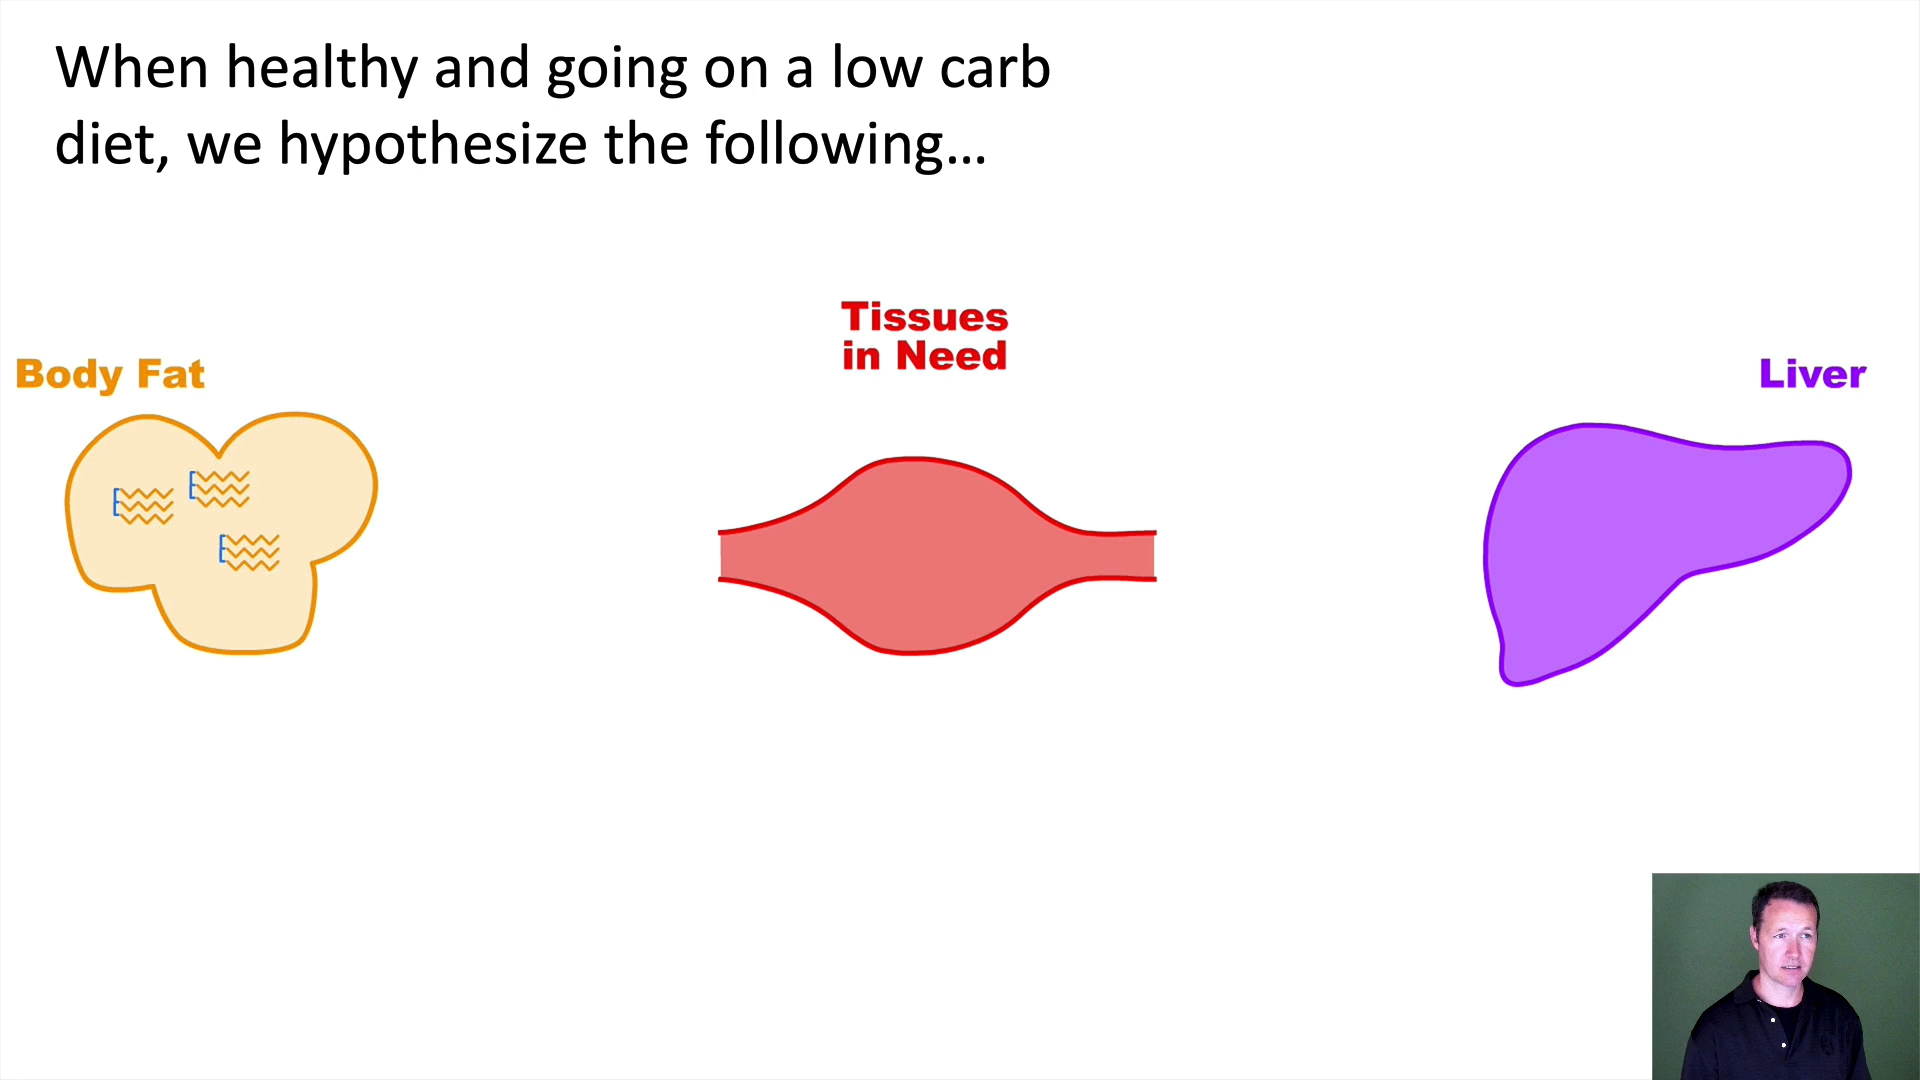 When healthy and going on a low carb
diet, we hypothesize the following…
Tissues
in Need
Body Fat
Liver